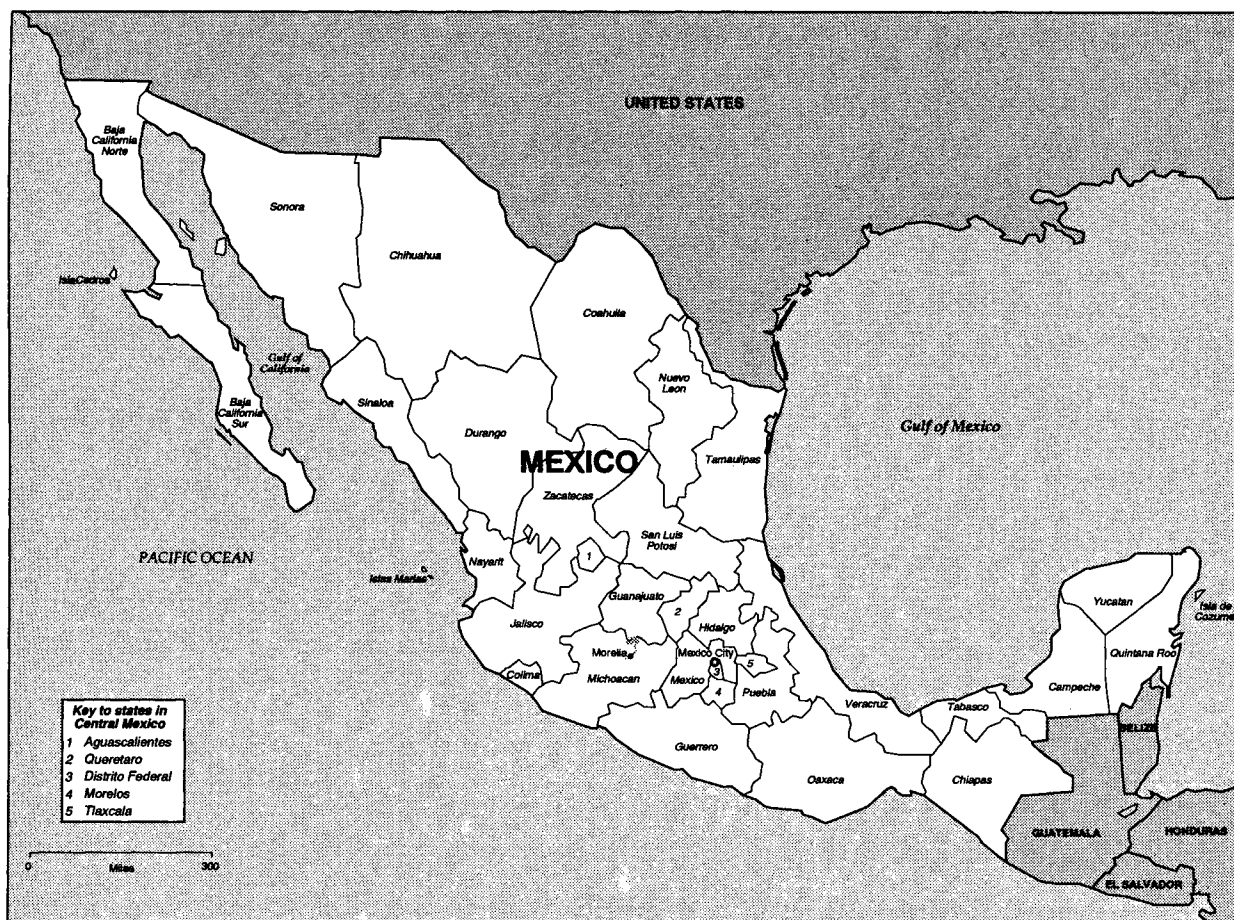 UNITED STATES
Baja
California
Norte
Sonora
Chihuahua
IslaCedros
Coahuila
Gulf of
California
Nuevo
Leon
Baja
California
Sur
Sinaloa
Durango
Gulf of Mexico
MEXICO
Tamaulipas
Zacatecas
San Luis
Potosi
PACIFIC OCEAN
Nayarit
1
Islas Marias
Guanajuato
2
Yucatan
Isla de
Cozumel
Jalisco
Hidalgo
Morelia
Mexico City
5
Quintana Roo
Colima
Michoacan
Mexico
3
4
Puebla
Campeche
Veracruz
Tabasco
BELIZE
Guerrero
Oaxaca
Chiapas
Key to states in
Central Mexico
1 Aguascalientes
2 Queretaro
3 Distrito Federal
4 Morelos
5 Tlaxcala
GUATEMALA
HONDURAS
0 Miles 300
EL SALVADOR